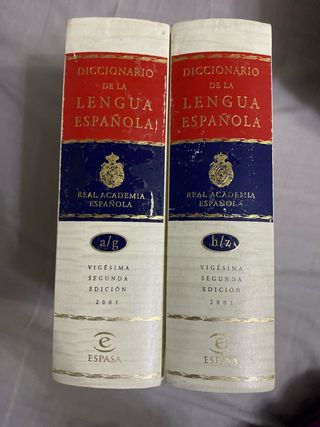 DICCIONARIO
DE LA
LENGUA
ESPAÑOLA
REAL ACADEMIA
ESPAÑOLA
a/g
VIGÉSIMA
SEGUNDA
EDICIÓN
2001
e
ESPASA
DICCIONARIO
DE LA
LENGUA
ESPAÑOLA
REAL ACADEMIA
ESPAÑOLA
h/z
VIGÉSIMA
SEGUNDA
EDICIÓN
2001
e
ESPASA